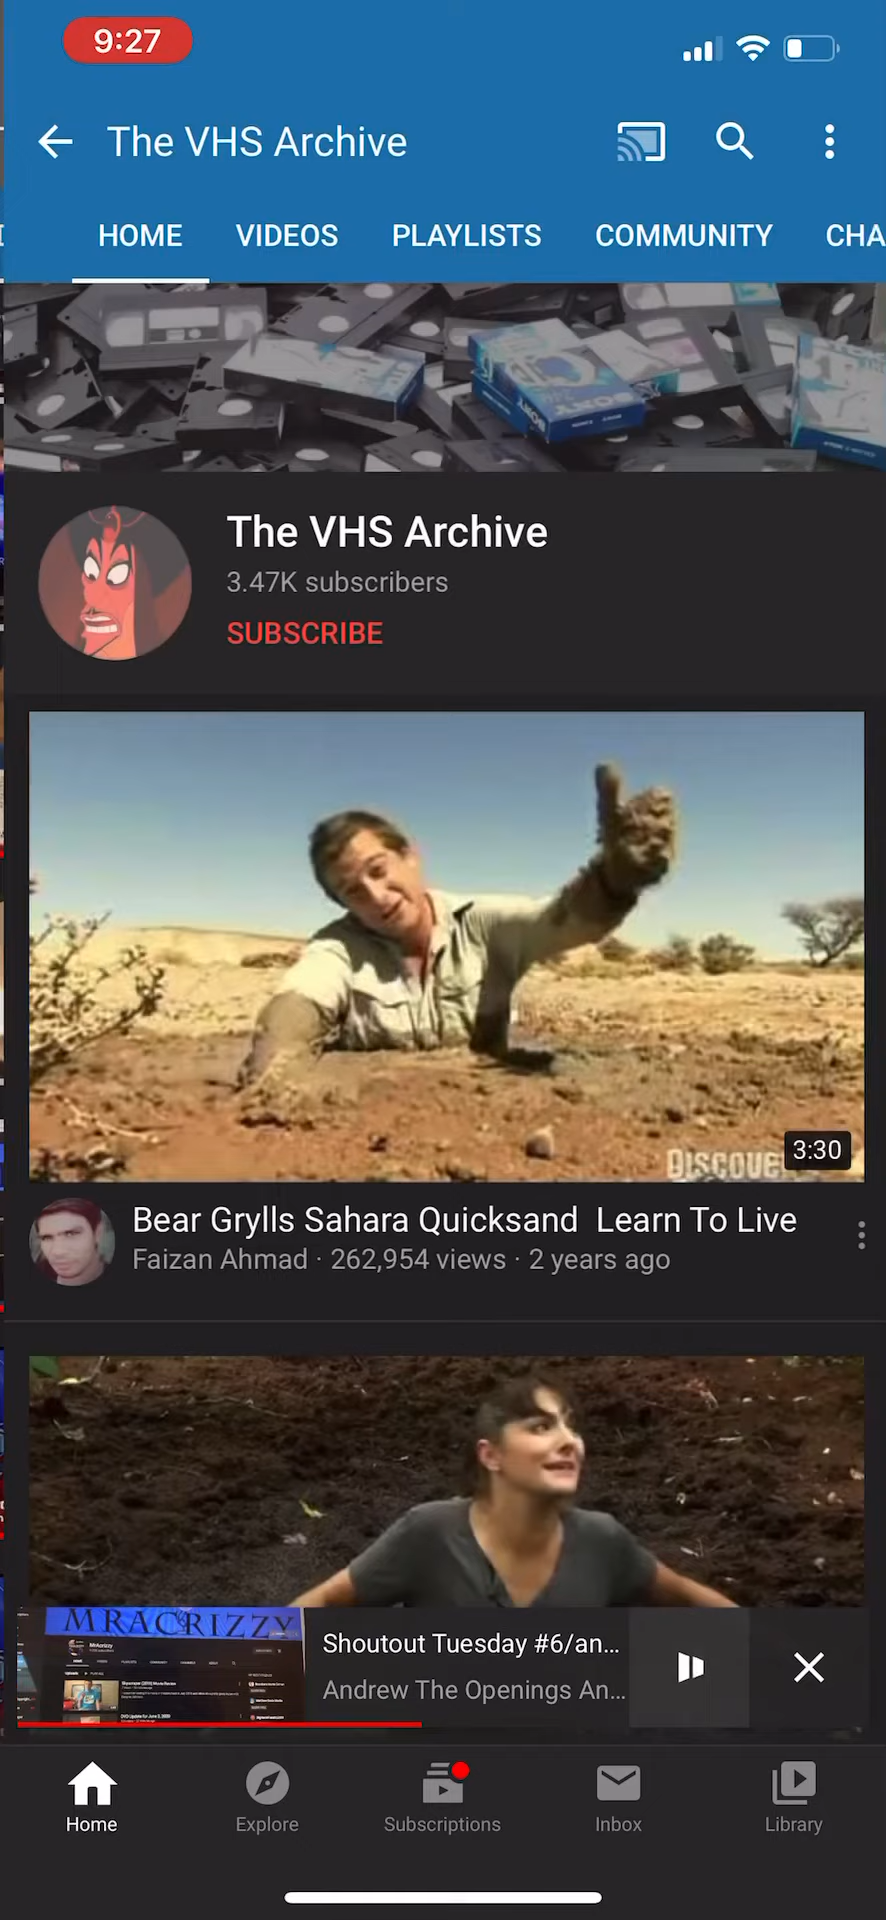 9:27
The VHS Archive
HOME VIDEOS PLAYLISTS COMMUNITY CHA
SONY
The VHS Archive
3.47K subscribers
SUBSCRIBE
DISCOVE
3:30
Bear Grylls Sahara Quicksand Learn To Live
Faizan Ahmad · 262,954 views · 2 years ago
MRACRIZZY
Shoutout Tuesday #6/an...
Andrew The Openings An...
Home Explore Subscriptions Inbox Library